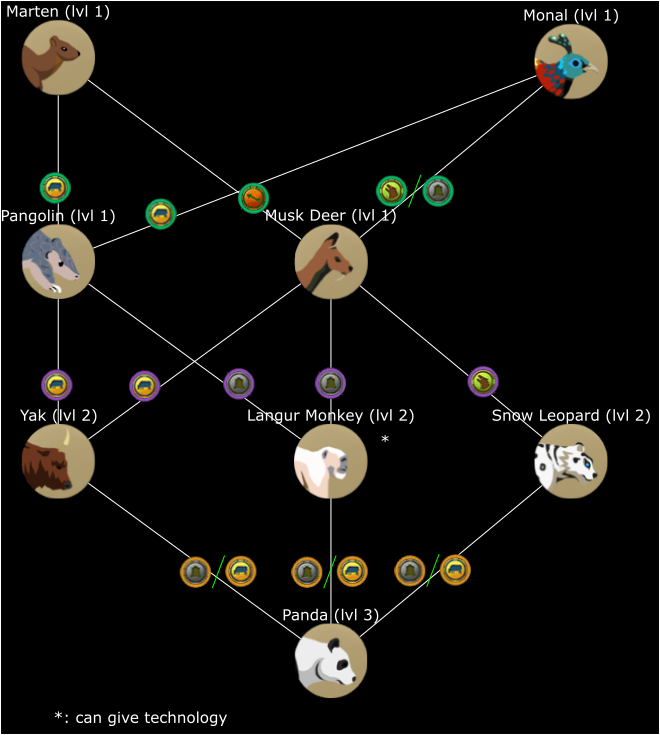 Marten (lvl 1)
Monal (lvl 1)
Pangolin (lvl 1)
Musk Deer (lvl 1)
Yak (lvl 2)
Langur Monkey (lvl 2)
Snow Leopard (lvl 2)
*
Panda (lvl 3)
*: can give technology